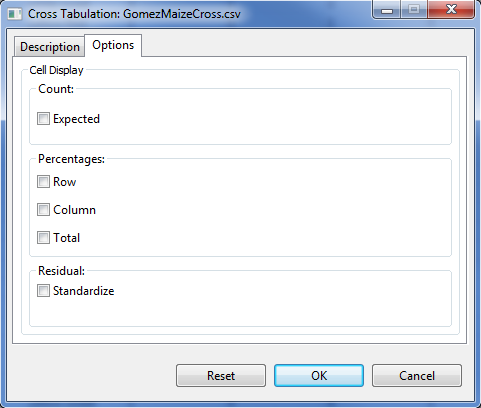 Cross Tabulation: GomezMaizeCross.csv
Description Options
Cell Display
Count:
Expected
Percentages:
Row
Column
Total
Residual:
Standardize
Reset OK Cancel